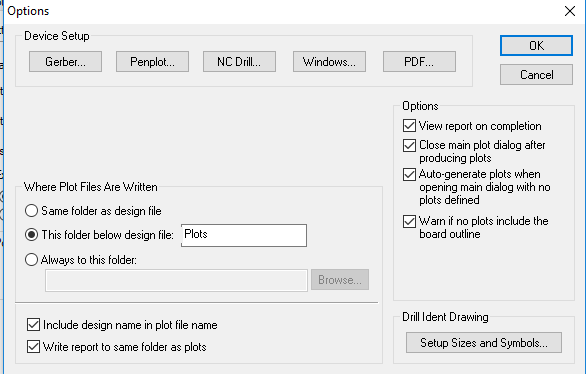 Options
Device Setup
Gerber...
Penplot...
NC Drill...
Windows...
PDF...
OK
Cancel
Options
View report on completion
Close main plot dialog after
producing plots
Auto-generate plots when
opening main dialog with no
plots defined
Warn if no plots include the
board outline
Where Plot Files Are Written
Same folder as design file
This folder below design file:
Plots
Always to this folder:
Browse...
Include design name in plot file name
Write report to same folder as plots
Drill Ident Drawing
Setup Sizes and Symbols...